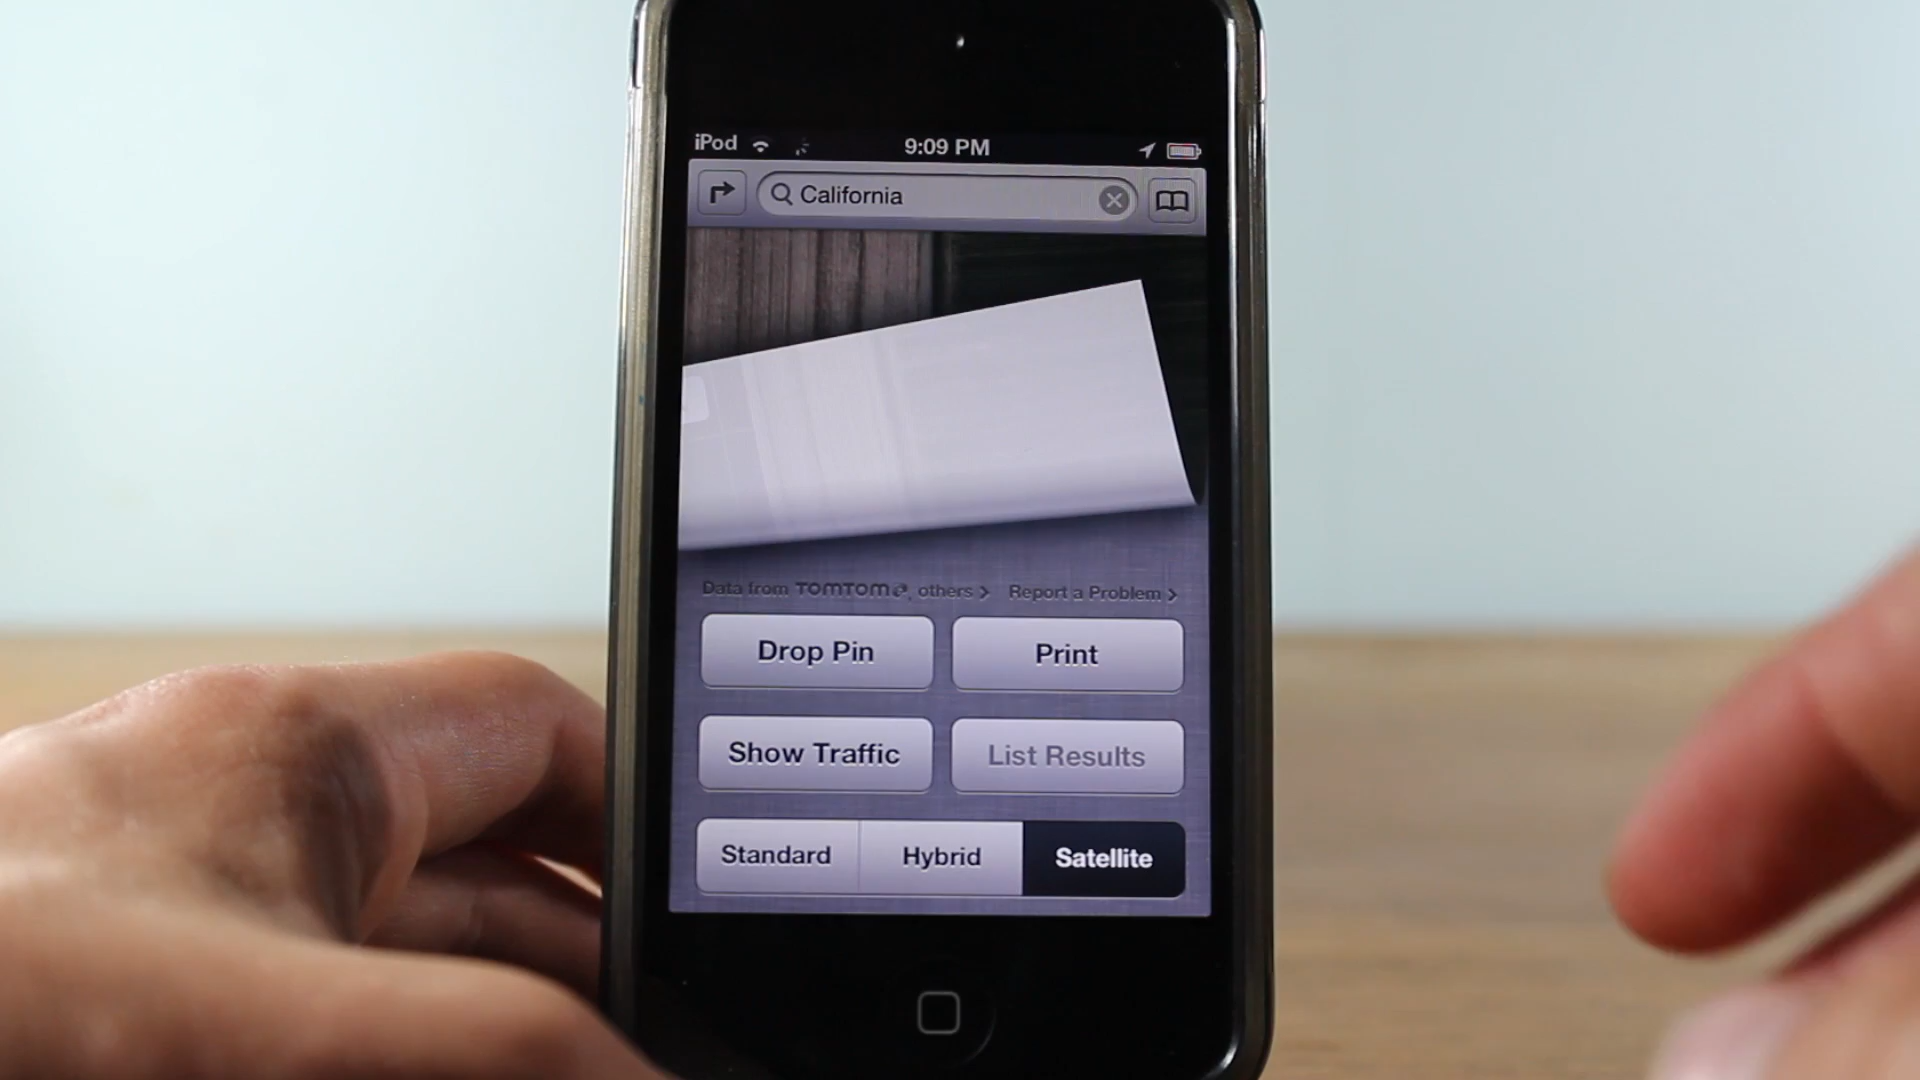 iPod 9:09 PM
California
Data from TomTom, others > Report a Problem >
Drop Pin Print
Show Traffic List Results
Standard Hybrid Satellite